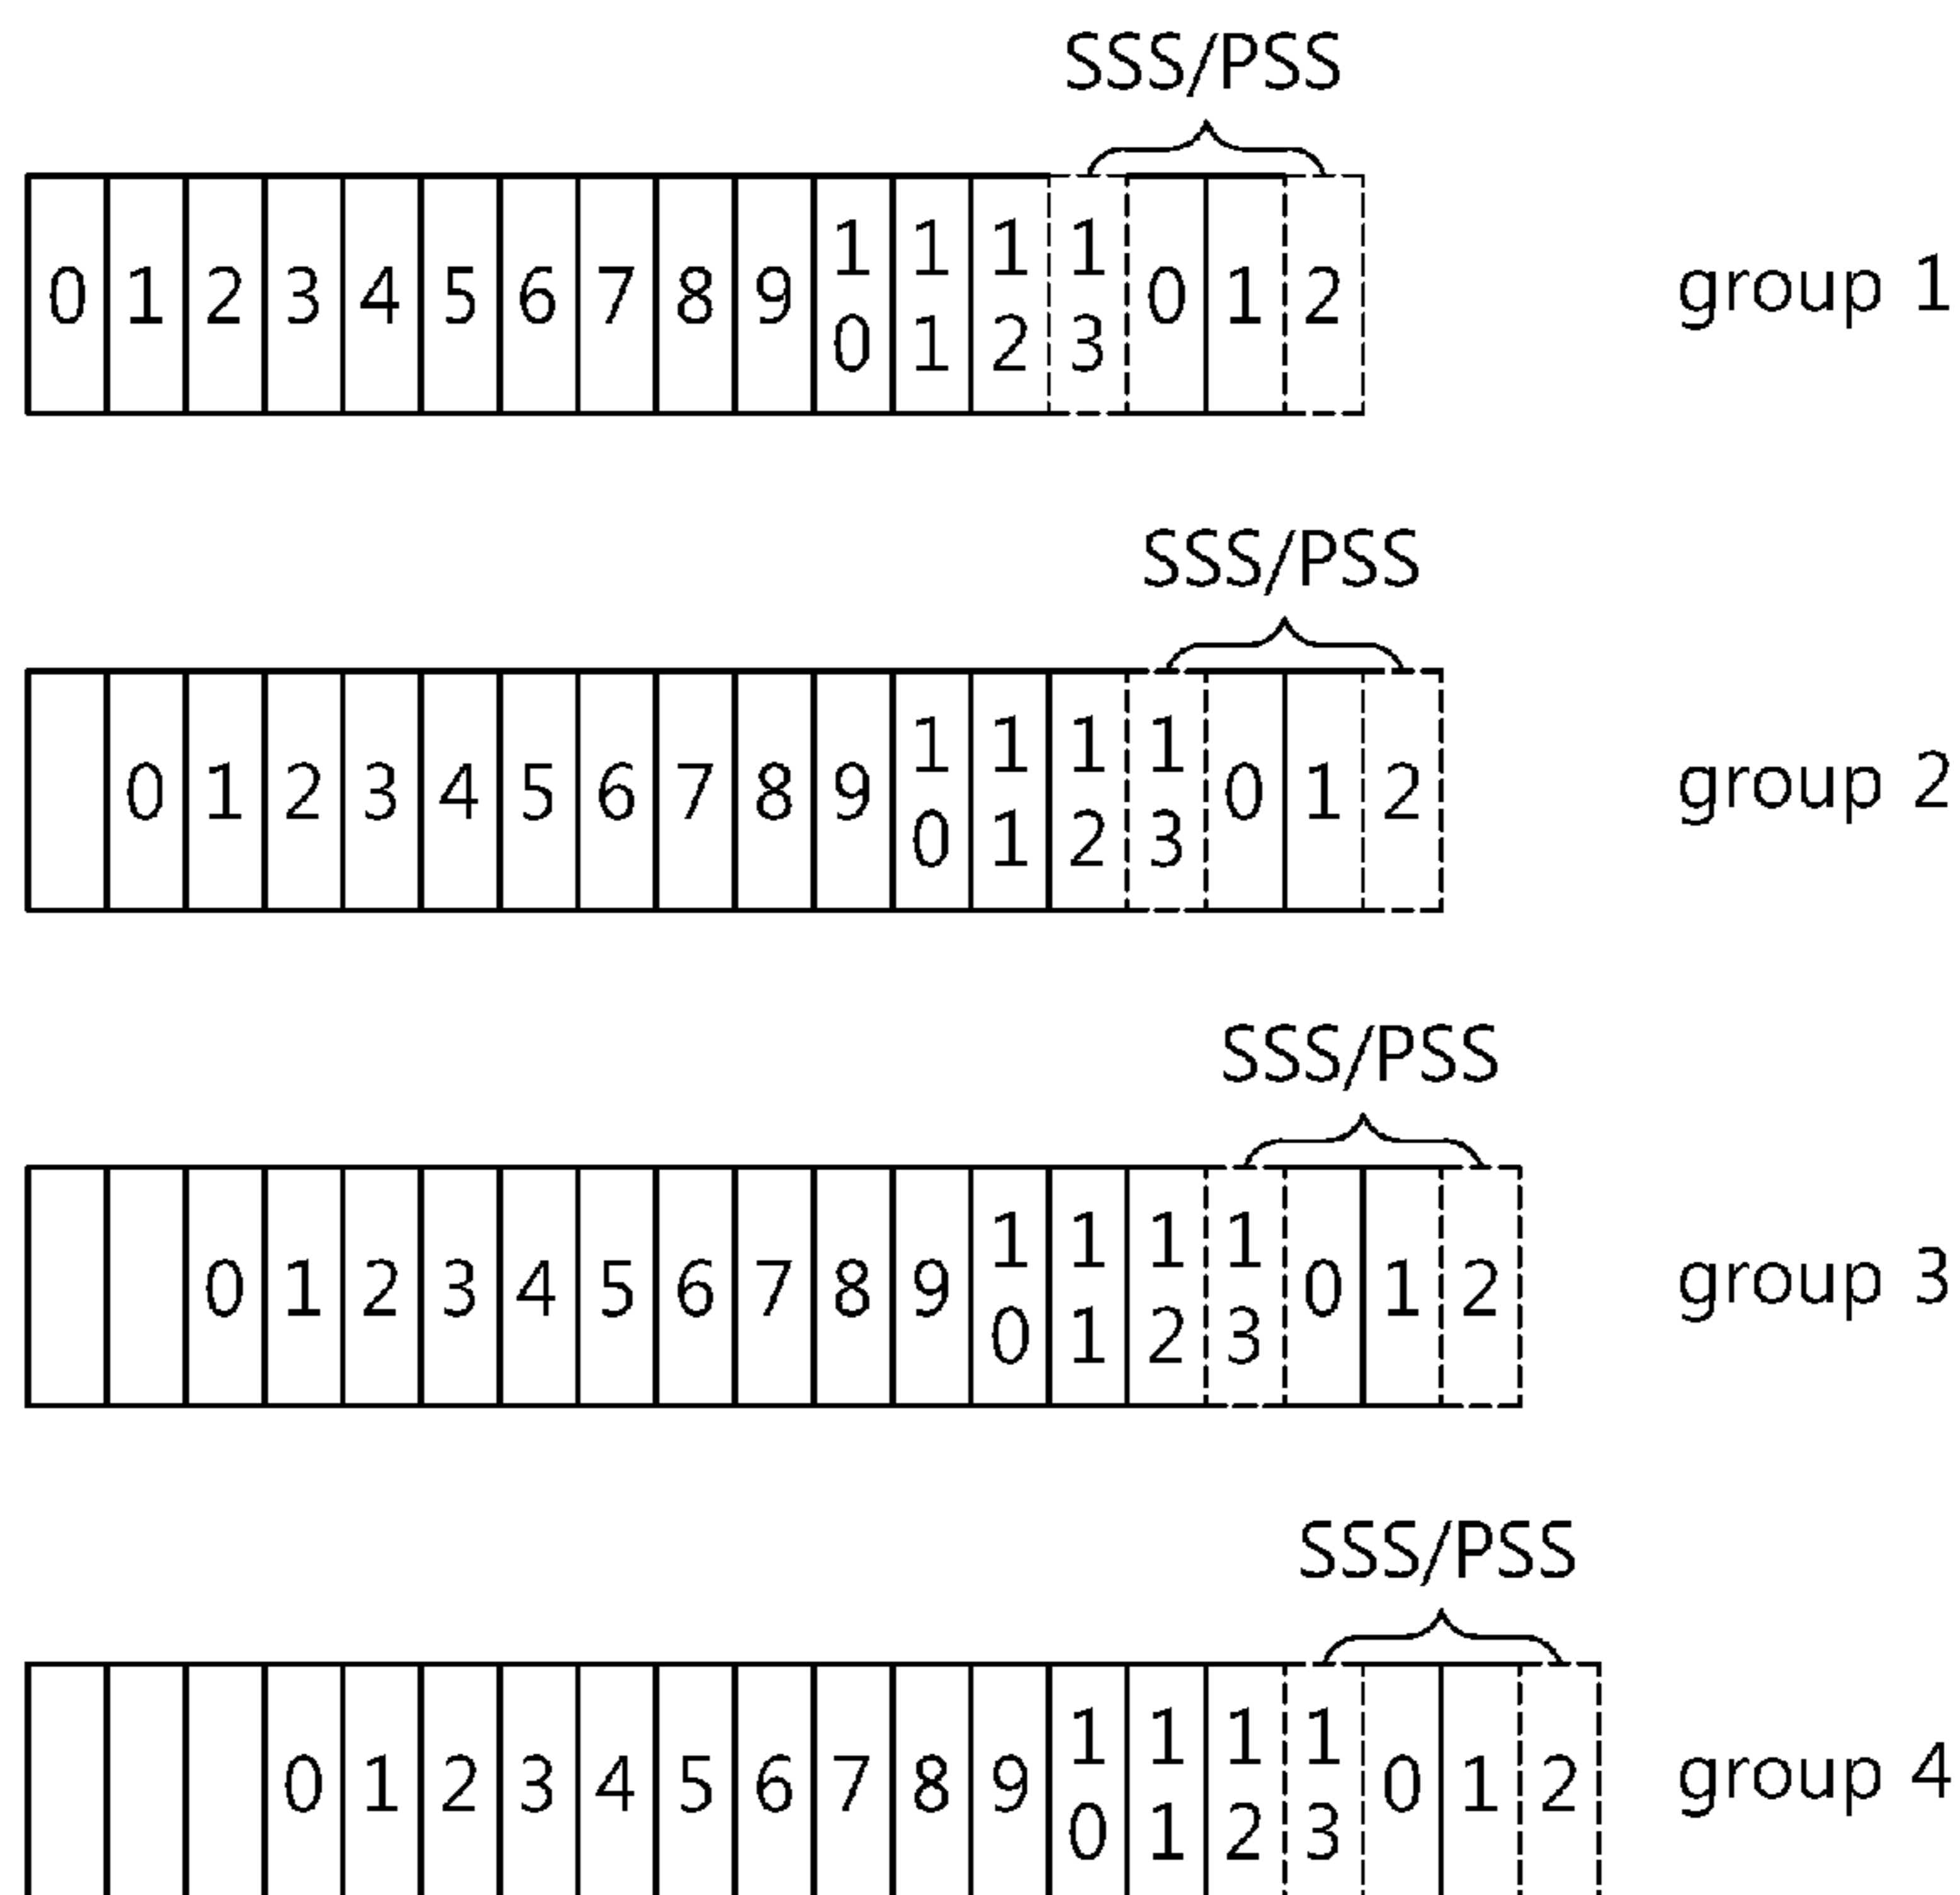 SSS/PSS
0 1 2 3 4 5 6 7 8 9 10 11 12 13 0 1 2 group 1
SSS/PSS
0 1 2 3 4 5 6 7 8 9 10 11 12 13 0 1 2 group 2
SSS/PSS
0 1 2 3 4 5 6 7 8 9 10 11 12 13 0 1 2 group 3
SSS/PSS
0 1 2 3 4 5 6 7 8 9 10 11 12 13 0 1 2 group 4